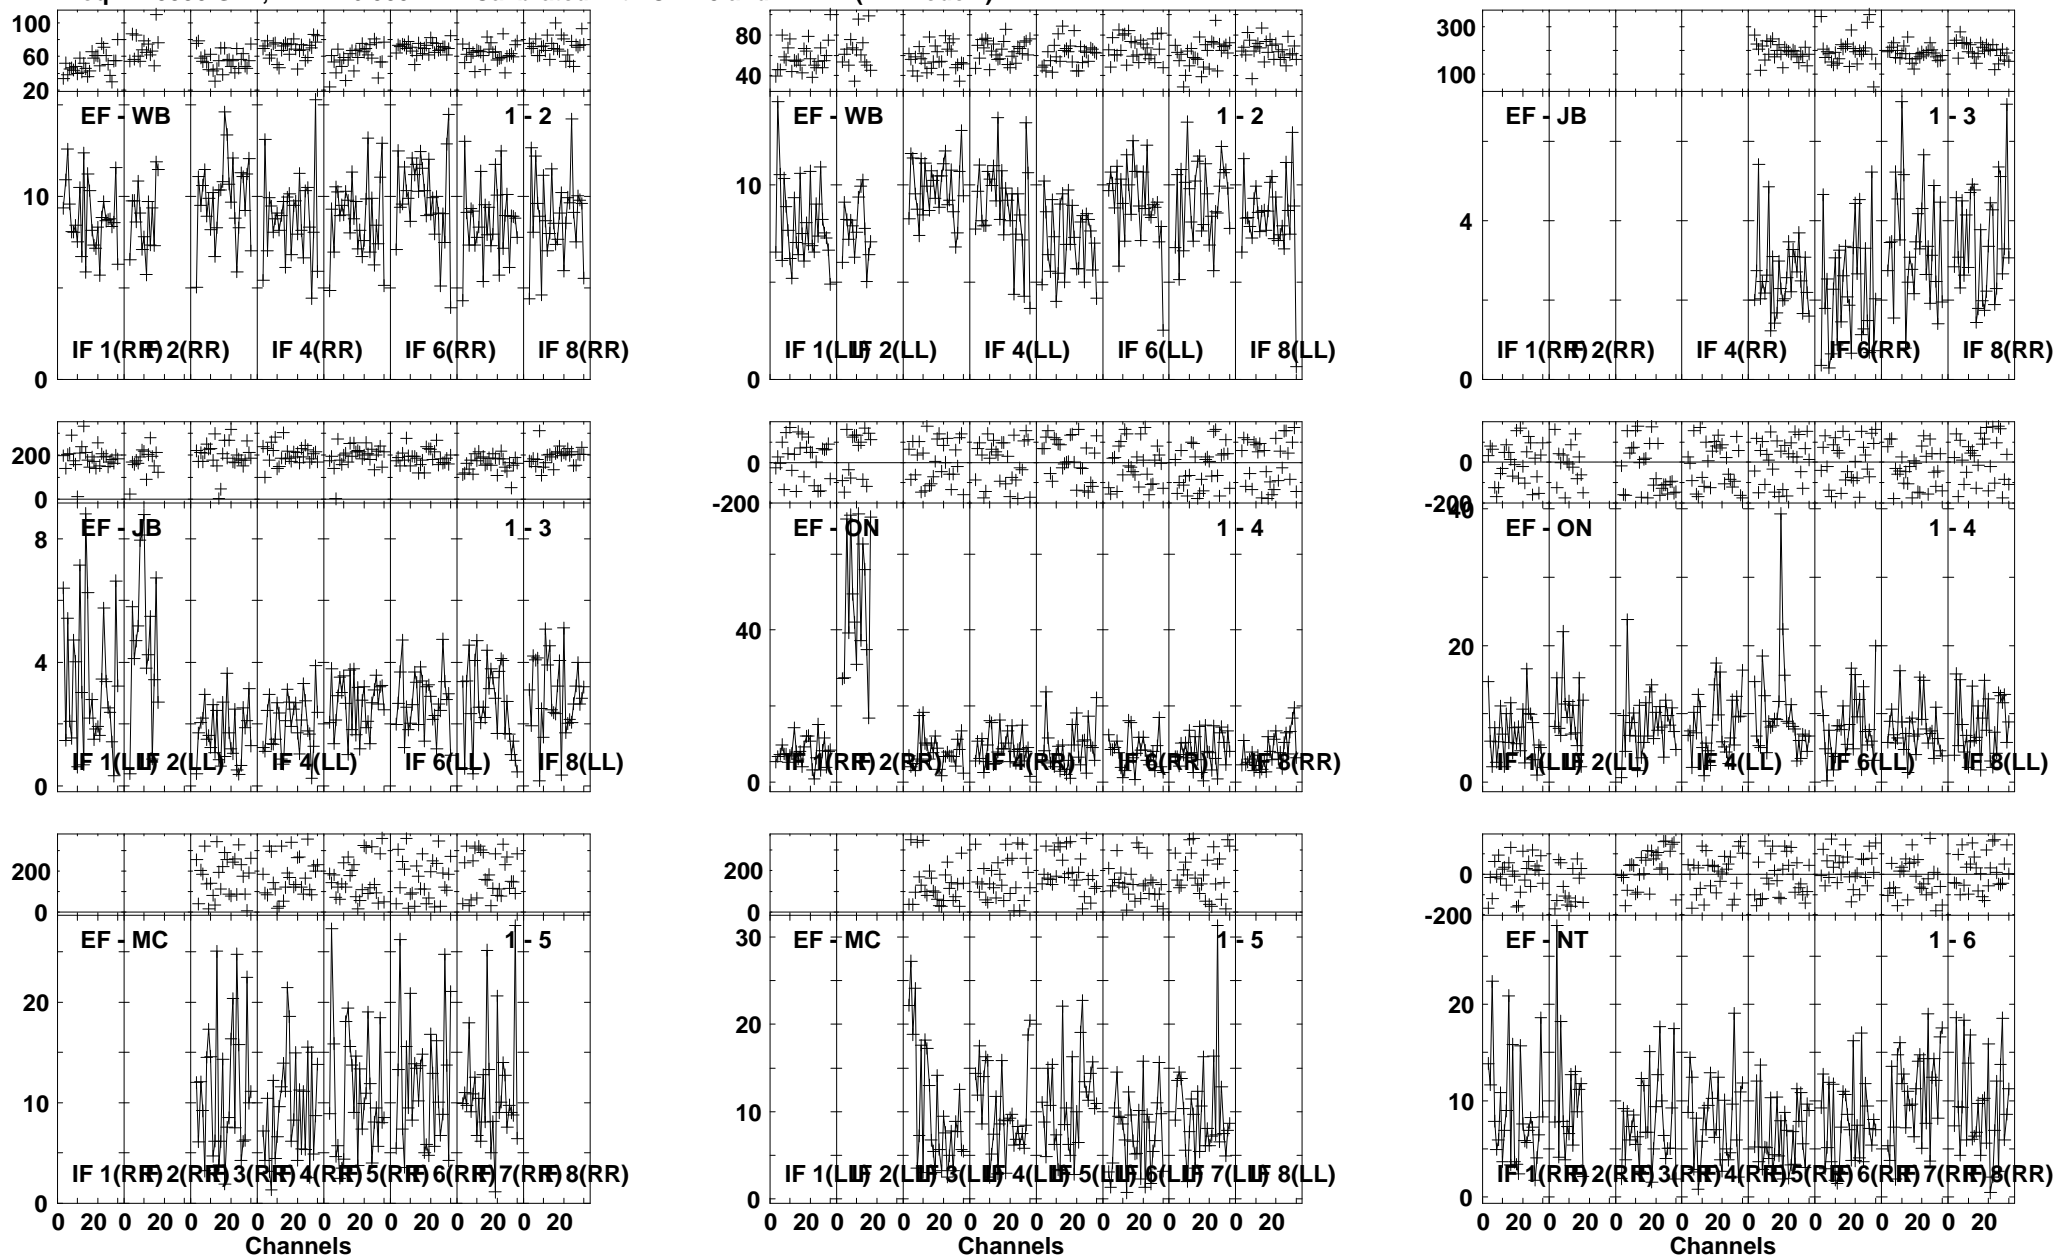 100
60
20
EF - WB
1 - 2
10
0
IF 1(RR) IF 2(RR) IF 4(RR) IF 6(RR) IF 8(RR)
80
40
EF - WB
1 - 2
10
0
IF 1(LL) IF 2(LL) IF 4(LL) IF 6(LL) IF 8(LL)
300
100
EF - JB
1 - 3
4
0
IF 1(RR) IF 2(RR) IF 4(RR) IF 6(RR) IF 8(RR)
200
0
EF - JB
1 - 3
8
4
0
IF 1(LL) IF 2(LL) IF 4(LL) IF 6(LL) IF 8(LL)
0
-200
EF - ON
1 - 4
40
0
IF 1(RR) IF 2(RR) IF 4(RR) IF 6(RR) IF 8(RR)
0
-200
40
EF - ON
1 - 4
20
0
IF 1(LL) IF 2(LL) IF 4(LL) IF 6(LL) IF 8(LL)
200
0
EF - MC
1 - 5
20
10
0
IF 1(RR) IF 2(RR) IF 3(RR) IF 4(RR) IF 5(RR) IF 6(RR) IF 7(RR) IF 8(RR)
0 20 0 20 0 20 0 20 0 20 0 20 0 20 0 20
Channels
200
0
EF - MC
1 - 5
30
20
10
0
IF 1(LL) IF 2(LL) IF 3(LL) IF 4(LL) IF 5(LL) IF 6(LL) IF 7(LL) IF 8(LL)
0 20 0 20 0 20 0 20 0 20 0 20 0 20 0 20
Channels
0
-200
EF - NT
1 - 6
20
10
0
IF 1(RR) IF 2(RR) IF 3(RR) IF 4(RR) IF 5(RR) IF 6(RR) IF 7(RR) IF 8(RR)
0 20 0 20 0 20 0 20 0 20 0 20 0 20 0 20
Channels